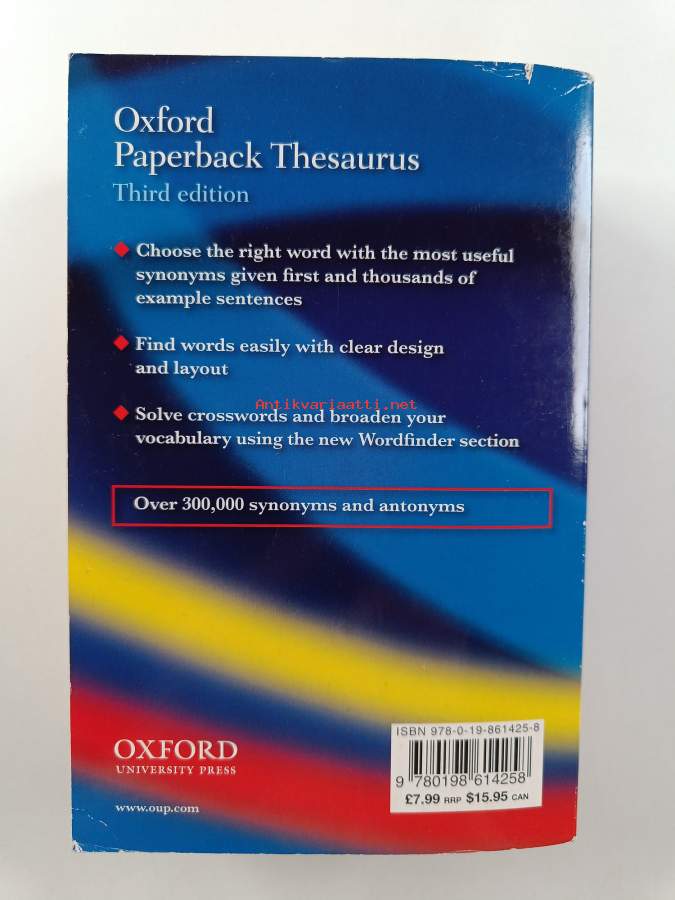 Oxford
Paperback Thesaurus
Third edition
Choose the right word with the most useful
synonyms given first and thousands of
example sentences
Find words easily with clear design
and layout
Antikvariaatti.net
Solve crosswords and broaden your
vocabulary using the new Wordfinder section
Over 300,000 synonyms and antonyms
OXFORD
UNIVERSITY PRESS
www.oup.com
ISBN 978-0-19-861425-8
9 780198 614258
£7.99 RRP $15.95 CAN